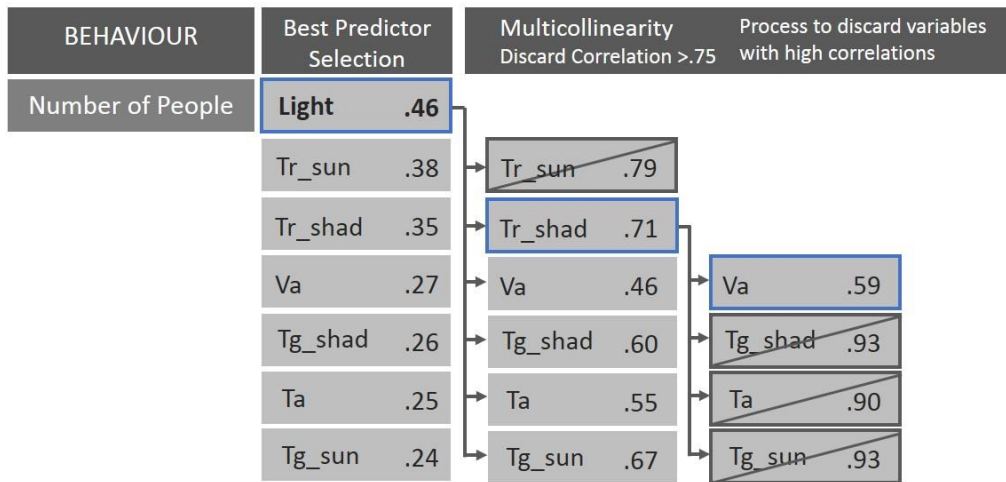 BEHAVIOUR
Best Predictor
Selection
Multicollinearity
Discard Correlation >.75
Process to discard variables
with high correlations
Number of People
Light .46
Tr_sun .38
Tr_sun .79
Tr_shad .35
Tr_shad .71
Va .27
Va .46
Va .59
Tg_shad .26
Tg_shad .60
Tg_shad .93
Ta .25
Ta .55
Ta .90
Tg_sun .24
Tg_sun .67
Tg_sun .93